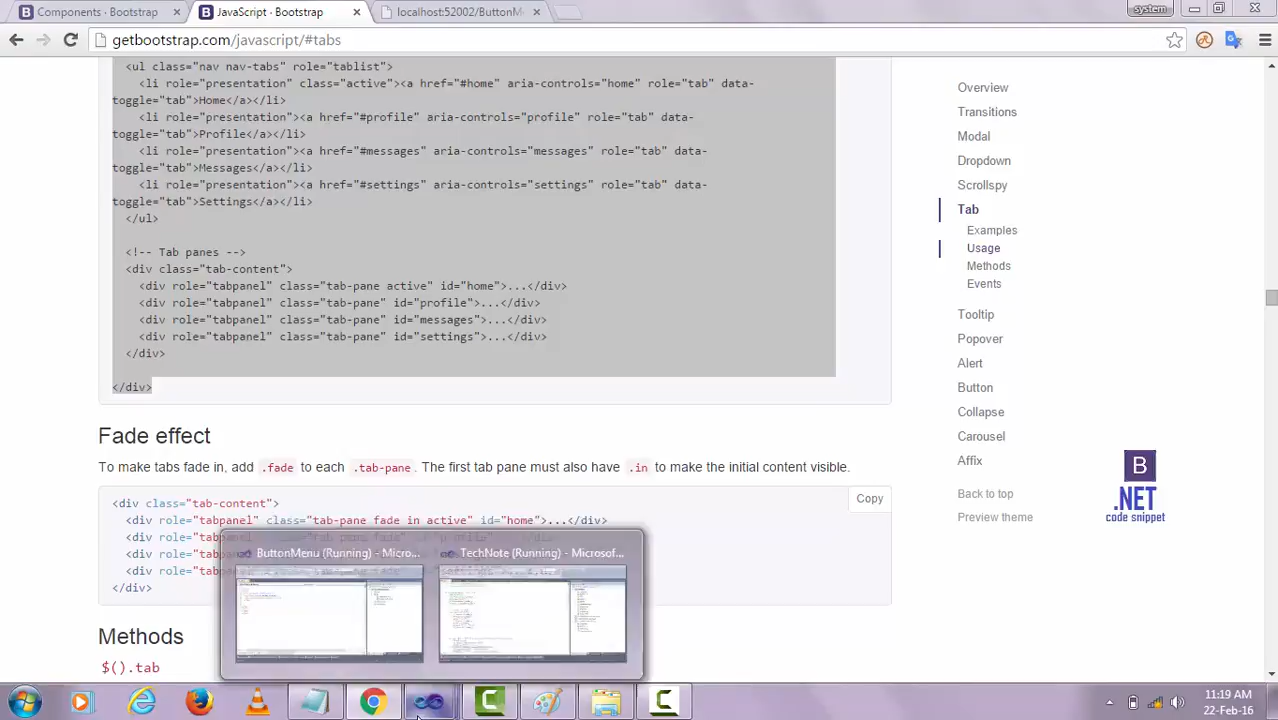 Components · Bootstrap
JavaScript · Bootstrap
localhost:52002/ButtonM
system
getbootstrap.com/javascript/#tabs
<ul class="nav nav-tabs" role="tablist">
<li role="presentation" class="active"><a href="#home" aria-controls="home" role="tab" data-
toggle="tab">Home</a></li>
<li role="presentation"><a href="#profile" aria-controls="profile" role="tab" data-
toggle="tab">Profile</a></li>
<li role="presentation"><a href="#messages" aria-controls="messages" role="tab" data-
toggle="tab">Messages</a></li>
<li role="presentation"><a href="#settings" aria-controls="settings" role="tab" data-
toggle="tab">Settings</a></li>
</ul>
<!-- Tab panes -->
<div class="tab-content">
<div role="tabpanel" class="tab-pane active" id="home">...</div>
<div role="tabpanel" class="tab-pane" id="profile">...</div>
<div role="tabpanel" class="tab-pane" id="messages">...</div>
<div role="tabpanel" class="tab-pane" id="settings">...</div>
</div>
</div>
Fade effect
To make tabs fade in, add .fade to each .tab-pane. The first tab pane must also have .in to make the initial content visible.
Copy
<div class="tab-content">
<div role="tabpanel" class="tab-pane fade in active" id="home">...</div>
<div role="tab
<div role="tab
<div role="tab
</div>
Methods
$().tab
Overview
Transitions
Modal
Dropdown
Scrollspy
Tab
Examples
Usage
Methods
Events
Tooltip
Popover
Alert
Button
Collapse
Carousel
Affix
Back to top
Preview theme
B
.NET
code snippet
ButtonMenu (Running) - Micro...
TechNote (Running) - Microsof...
11:19 AM
22-Feb-16